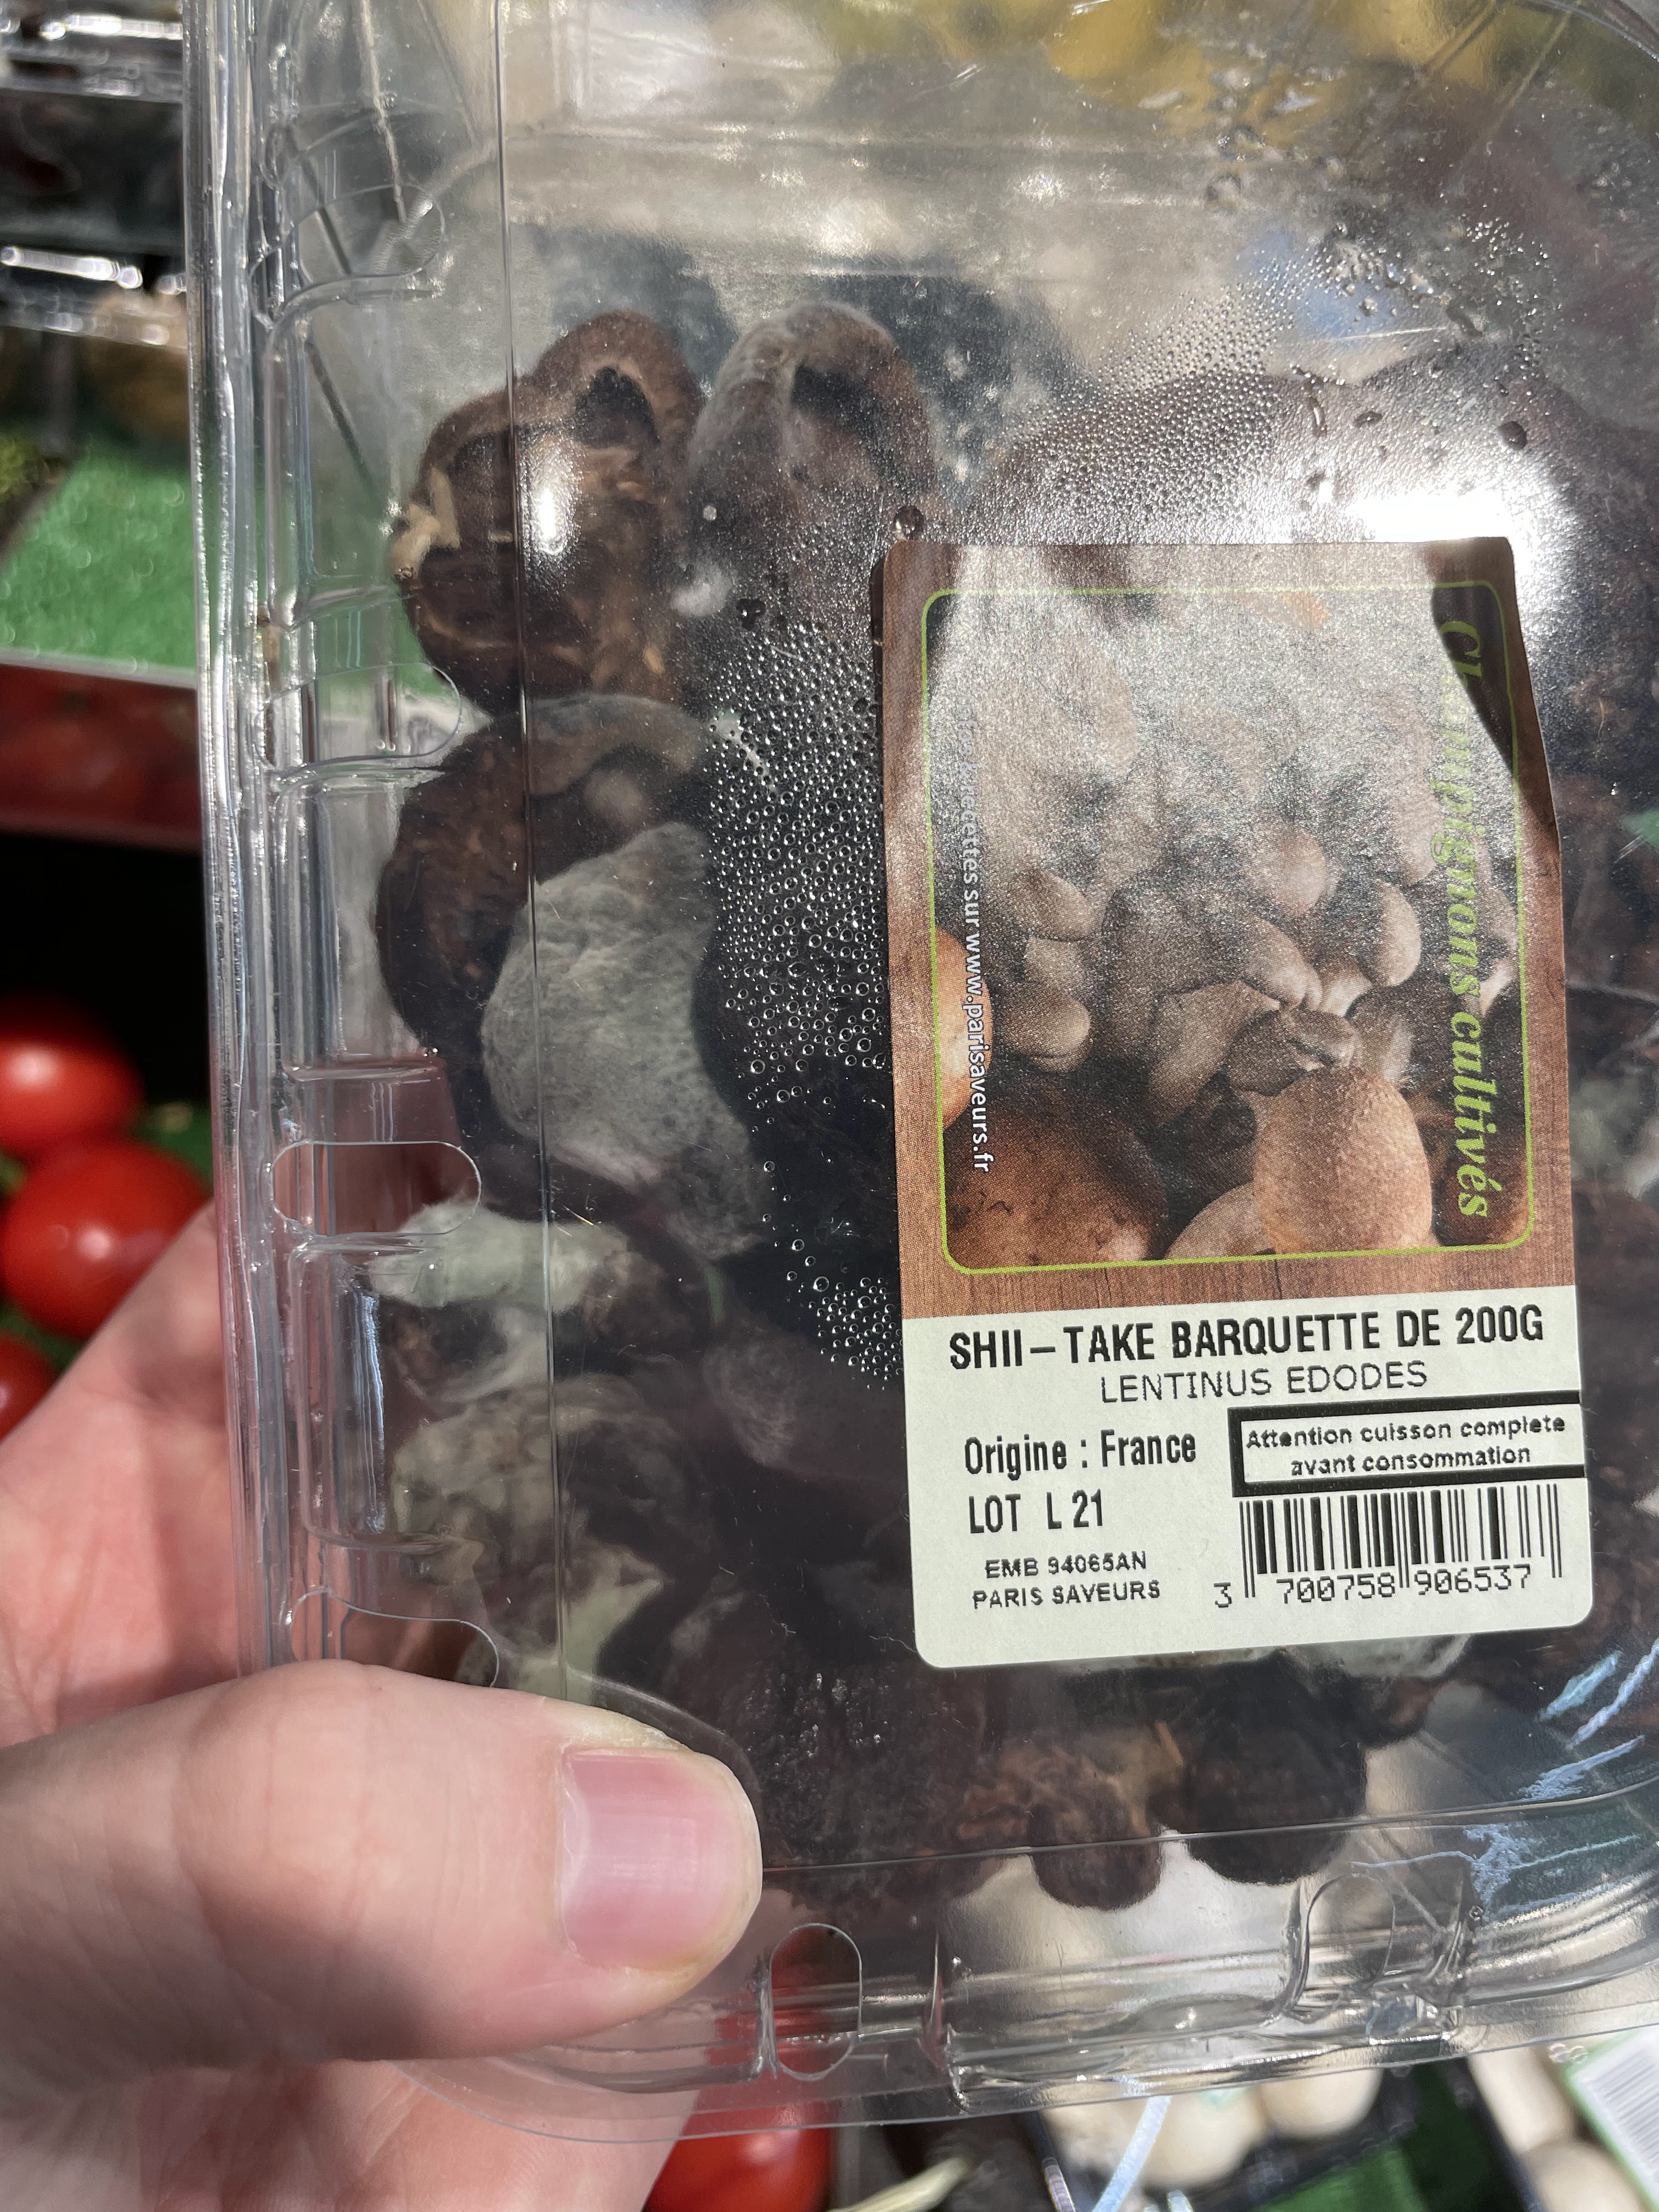 Champignons cultivés
recettes sur www.parisaveurs.fr
SHII-TAKE BARQUETTE DE 200G
LENTINUS EDODES
Origine : France
Attention cuisson complete
avant consommation
LOT L 21
EMB 94065AN
PARIS SAVEURS
3 700758 906537